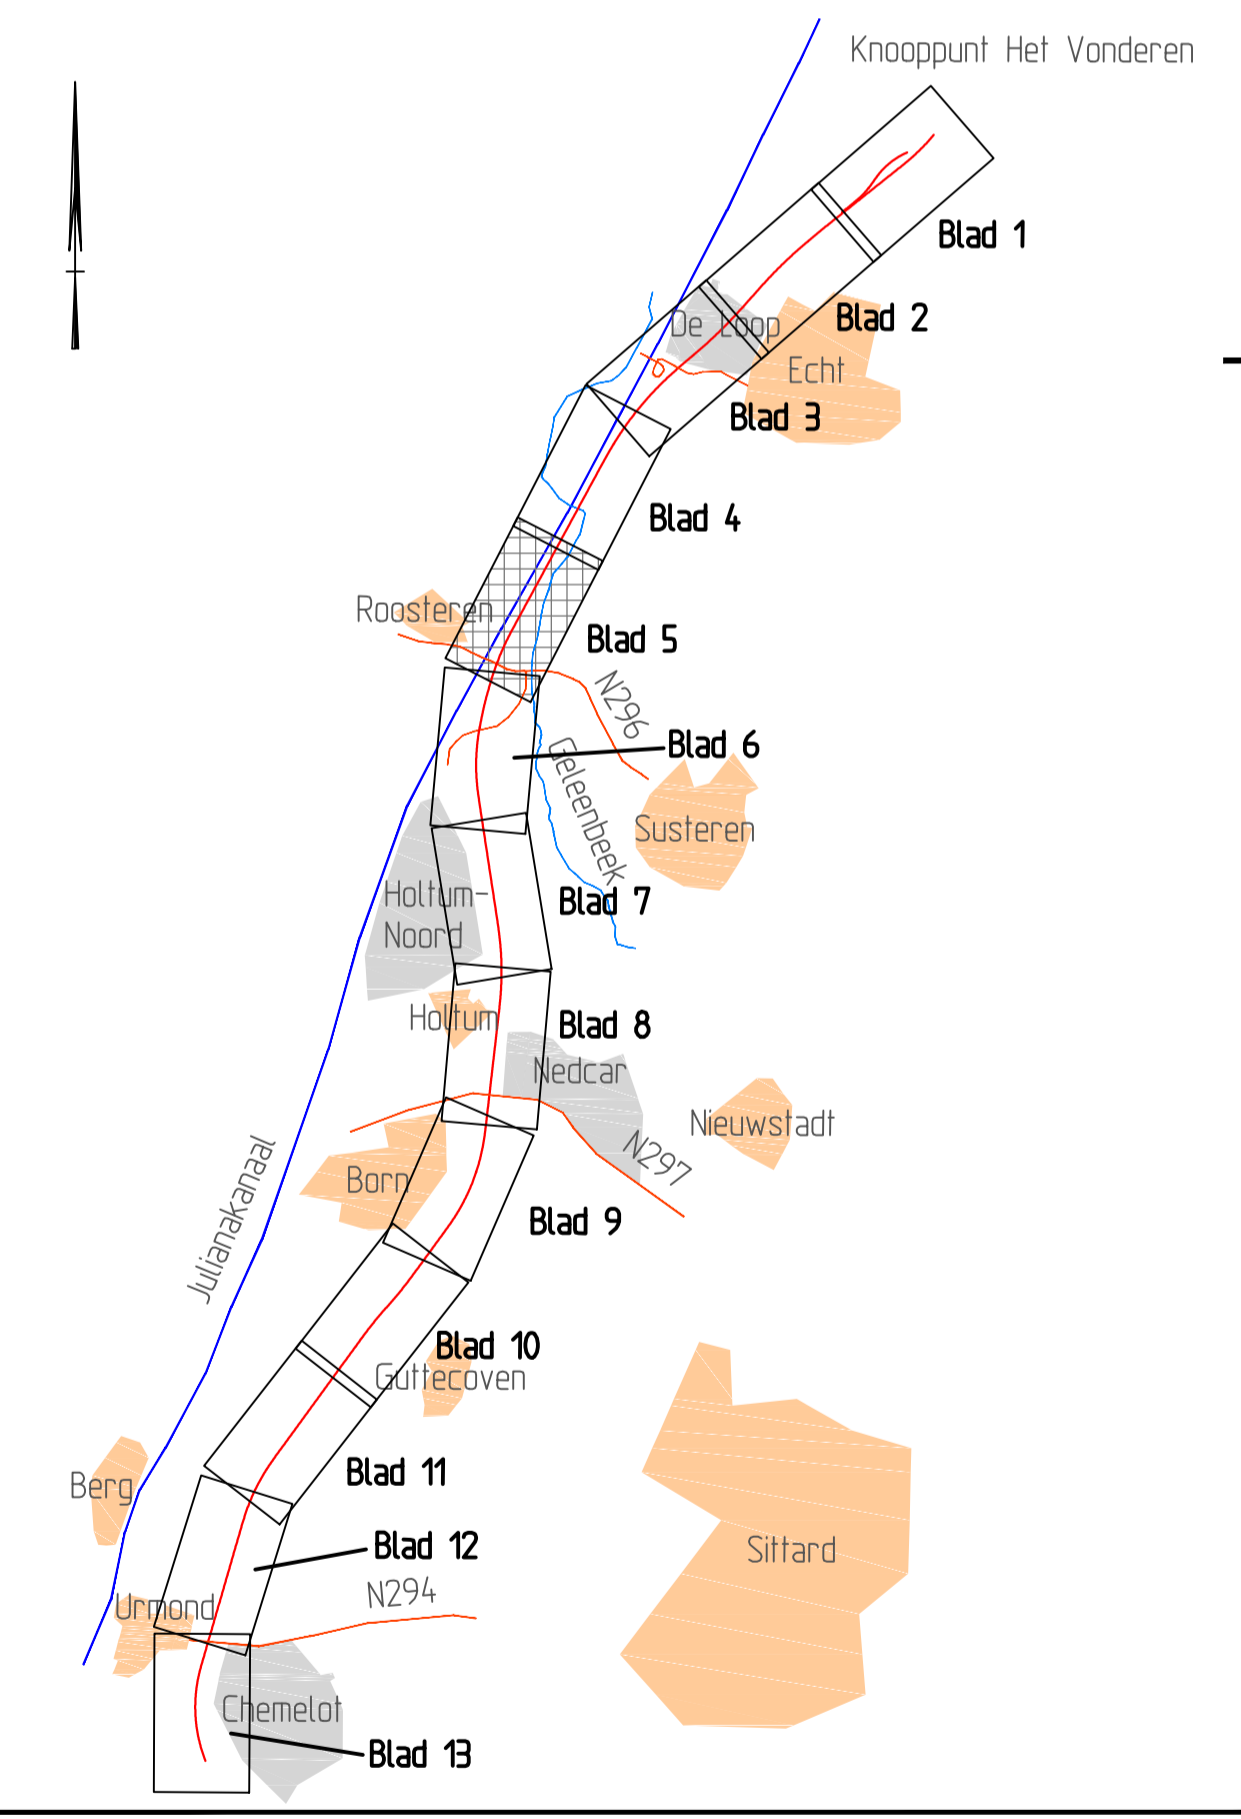 Knooppunt Het Vonderen
Blad 1
Blad 2
De Loop
Echt
Blad 3
Blad 4
Roosteren
Blad 5
N296
Blad 6
Geleenbeek
Susteren
Holtum-
Noord
Blad 7
Holtum
Blad 8
Nedcar
Nieuwstadt
N297
Born
Julianakanaal
Blad 9
Blad 10
Guttecoven
Blad 11
Berg
Blad 12
Sittard
N294
Urmond
Chemelot
Blad 13